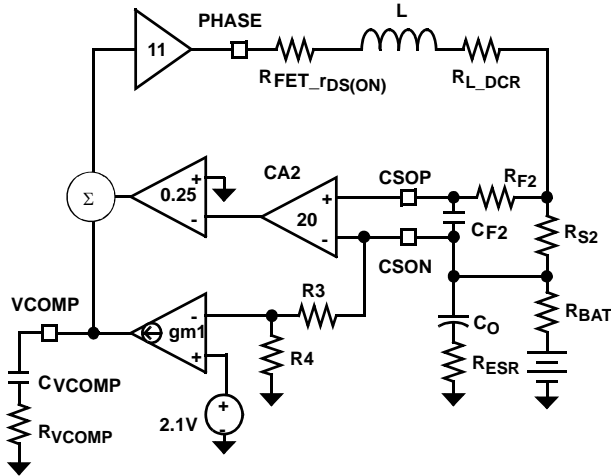 PHASE
L
11
RFET_rDS(ON)
RL_DCR
CA2
CSOP
RF2
Σ
+
0.25
-
+
20
-
CF2
RS2
CSON
VCOMP
R3
RBAT
-
gm1
+
R4
CO
RESR
CVCOMP
RVCOMP
2.1V
+
-